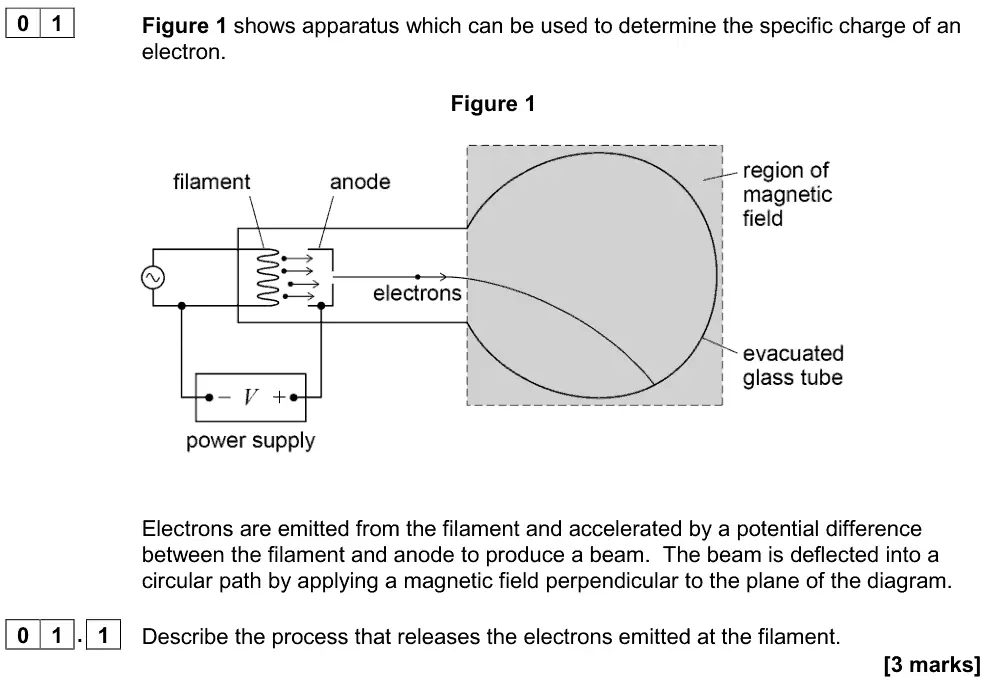 0 1 Figure 1 shows apparatus which can be used to determine the specific charge of an
electron.
Figure 1
filament
anode
region of
magnetic
field
electrons
evacuated
glass tube
− V +
power supply
Electrons are emitted from the filament and accelerated by a potential difference
between the filament and anode to produce a beam. The beam is deflected into a
circular path by applying a magnetic field perpendicular to the plane of the diagram.
0 1 . 1 Describe the process that releases the electrons emitted at the filament.
[3 marks]